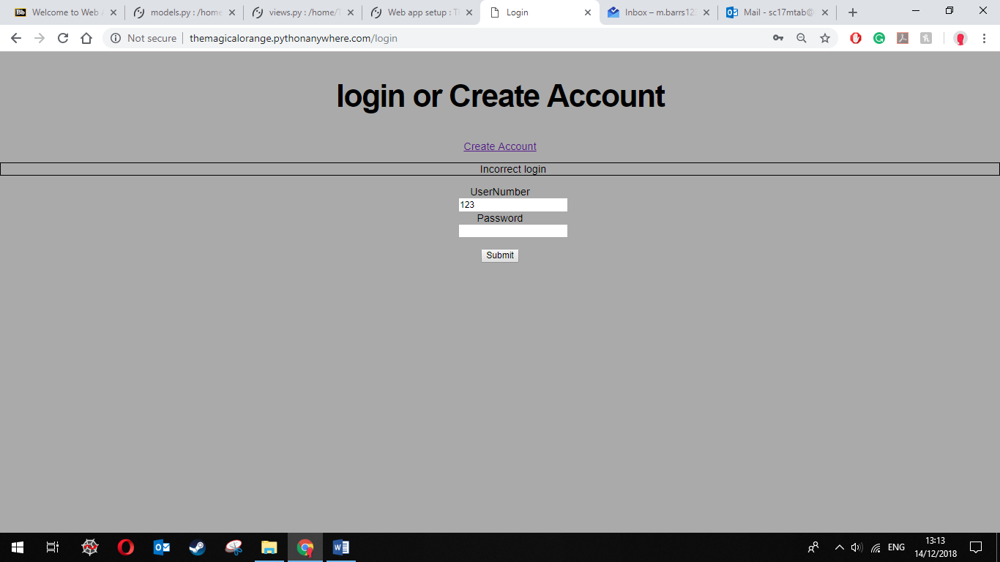 Welcome to Web A
models.py : /home
views.py : /home/T
Web app setup : Th
Login
Inbox – m.barrs12
Mail - sc17mtab@
Not secure
themagicalorange.pythonanywhere.com/login
login or Create Account
Create Account
Incorrect login
UserNumber
123
Password
Submit
ENG
13:13
14/12/2018